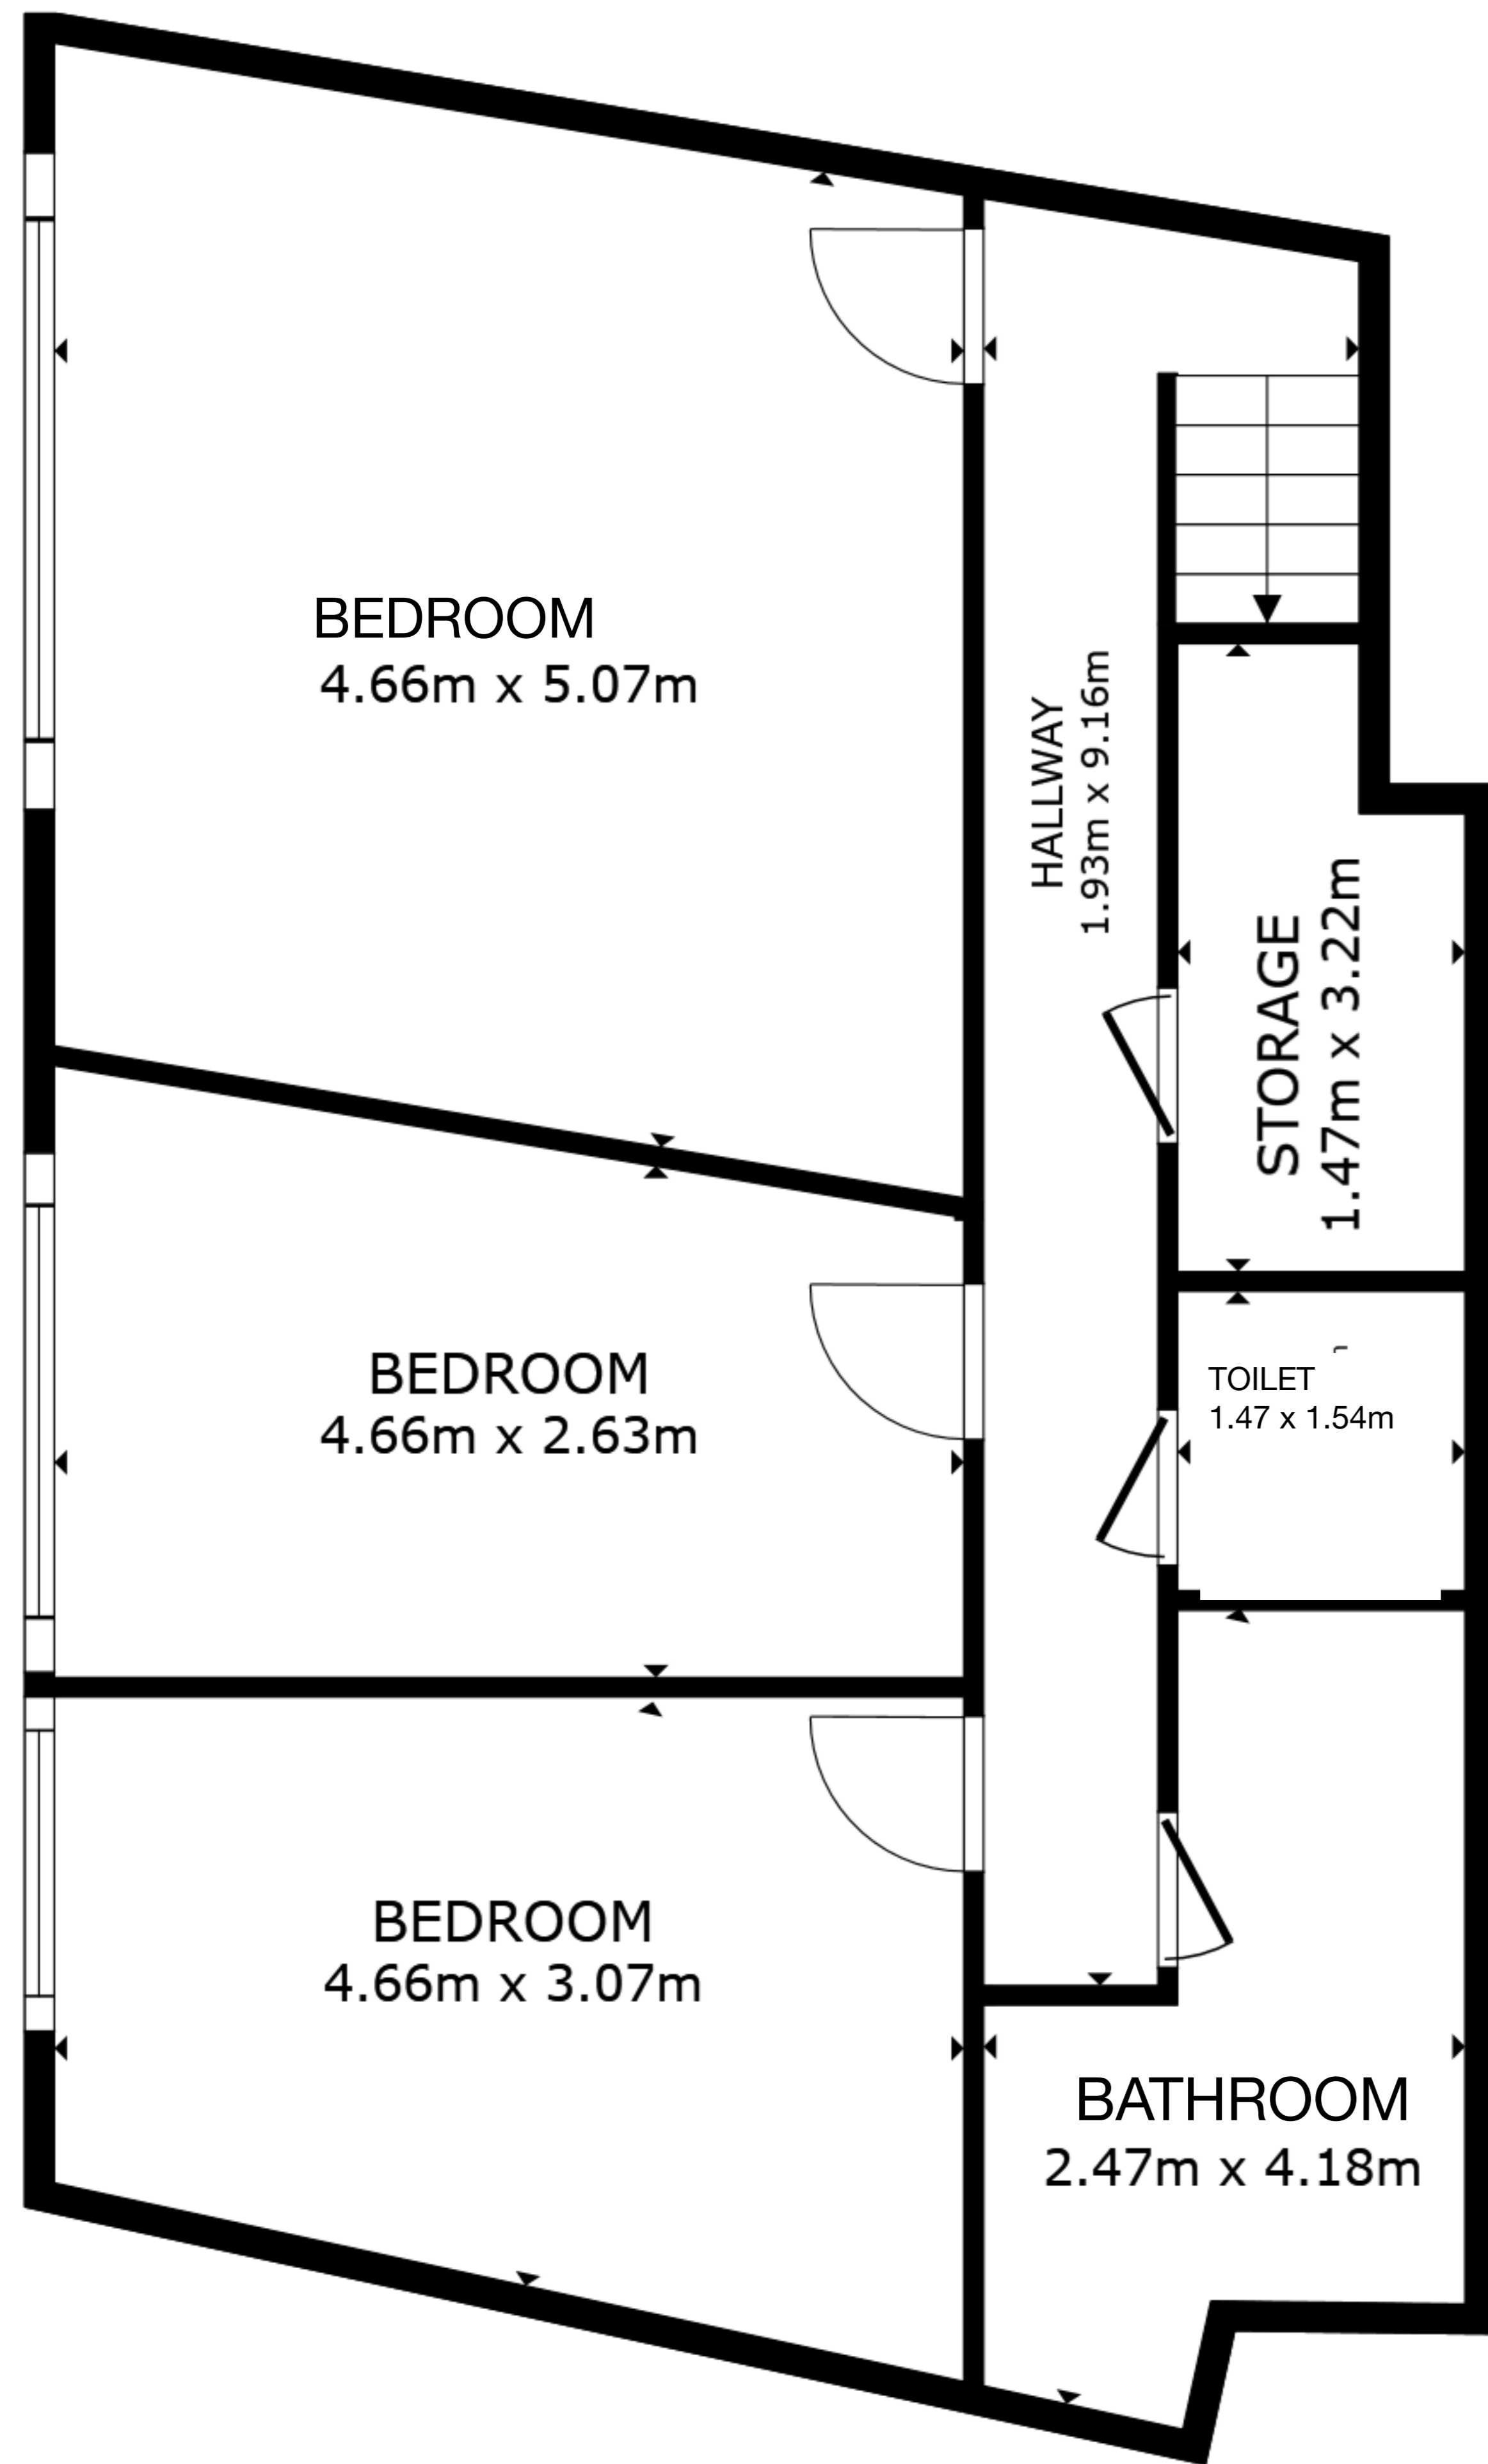 BEDROOM
4.66m x 5.07m
HALLWAY
1.93m x 9.16m
STORAGE
1.47m x 3.22m
BEDROOM
4.66m x 2.63m
TOILET
1.47 x 1.54m
BEDROOM
4.66m x 3.07m
BATHROOM
2.47m x 4.18m